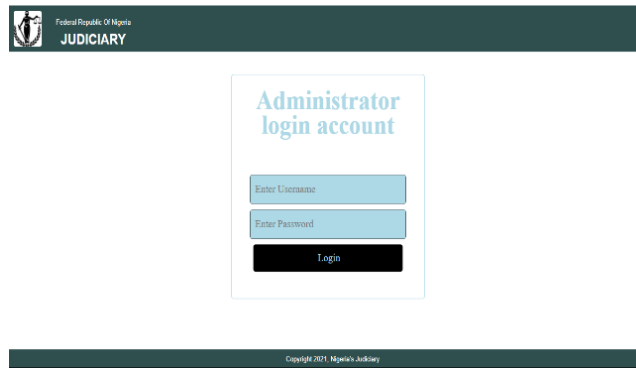 Federal Republic Of Nigeria
JUDICIARY
Administrator
login account
Enter Username
Enter Password
Login
Copyright 2021, Nigeria's Judiciary